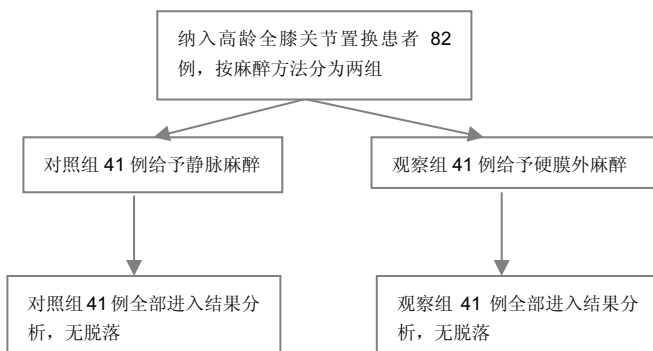 纳入高龄全膝关节置换患者 82
例，按麻醉方法分为两组
对照组 41 例给予静脉麻醉
观察组 41 例给予硬膜外麻醉
对照组 41 例全部进入结果分
析，无脱落
观察组 41 例全部进入结果分
析，无脱落